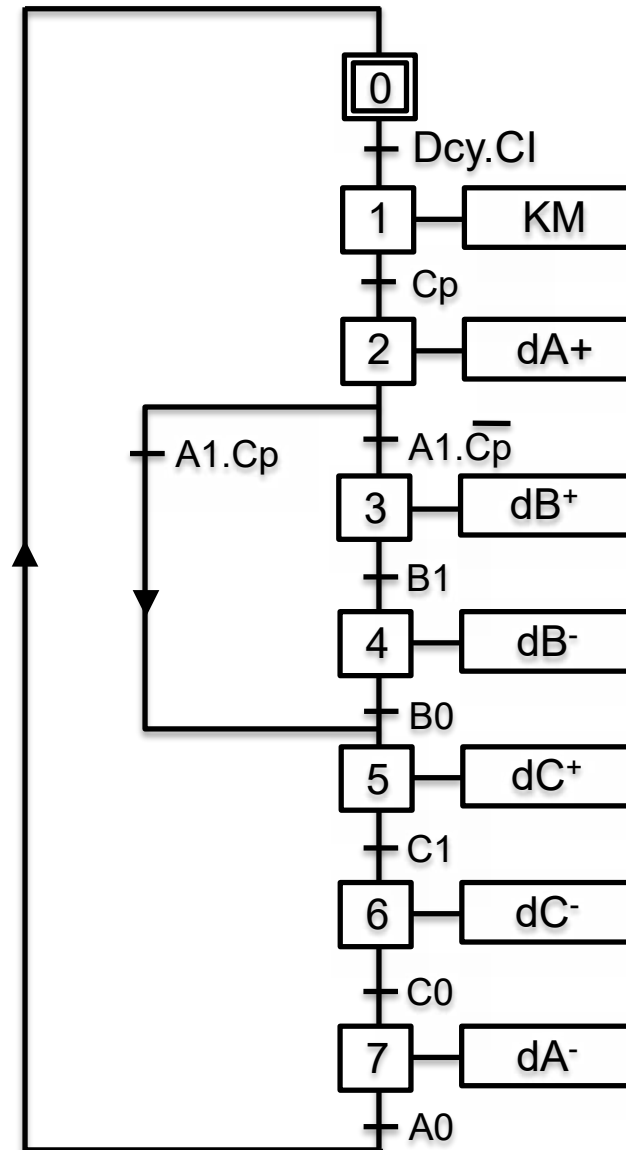 0
Dcy.CI
1 KM
Cp
2 dA+
A1.Cp A1.C̅p̅
3 dB⁺
B1
4 dB⁻
B0
5 dC⁺
C1
6 dC⁻
C0
7 dA⁻
A0